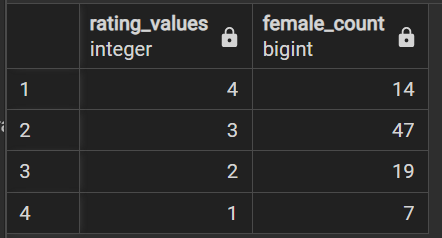 rating_values female_count
integer bigint
1 4 14
2 3 47
3 2 19
4 1 7